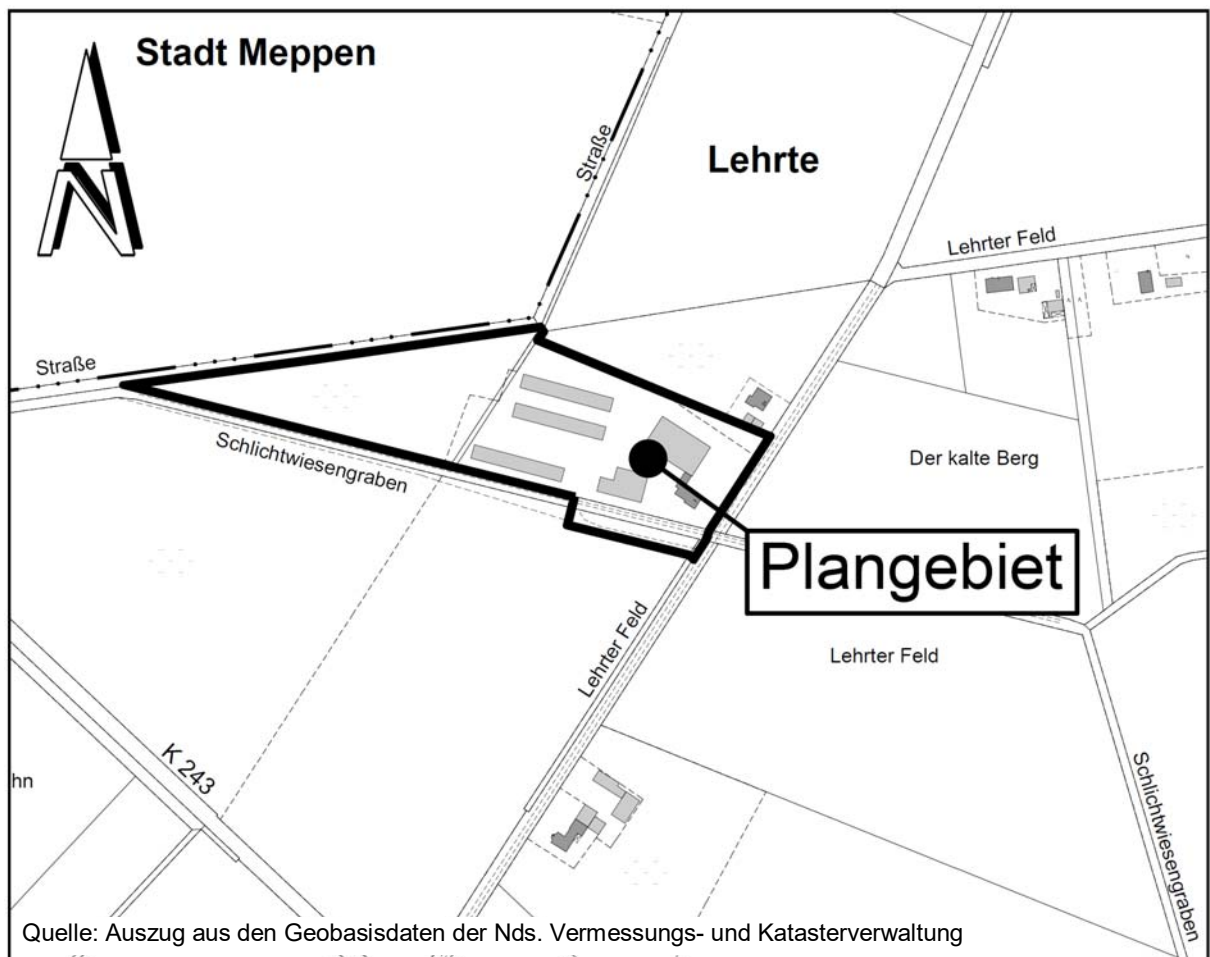 Stadt Meppen
N
Straße
Lehrte
Lehrter Feld
Straße
Schlichtwiesengraben
Der kalte Berg
Plangebiet
Lehrter Feld
Lehrter Feld
K 243
hn
Schlichtwiesengraben
Quelle: Auszug aus den Geobasisdaten der Nds. Vermessungs- und Katasterverwaltung